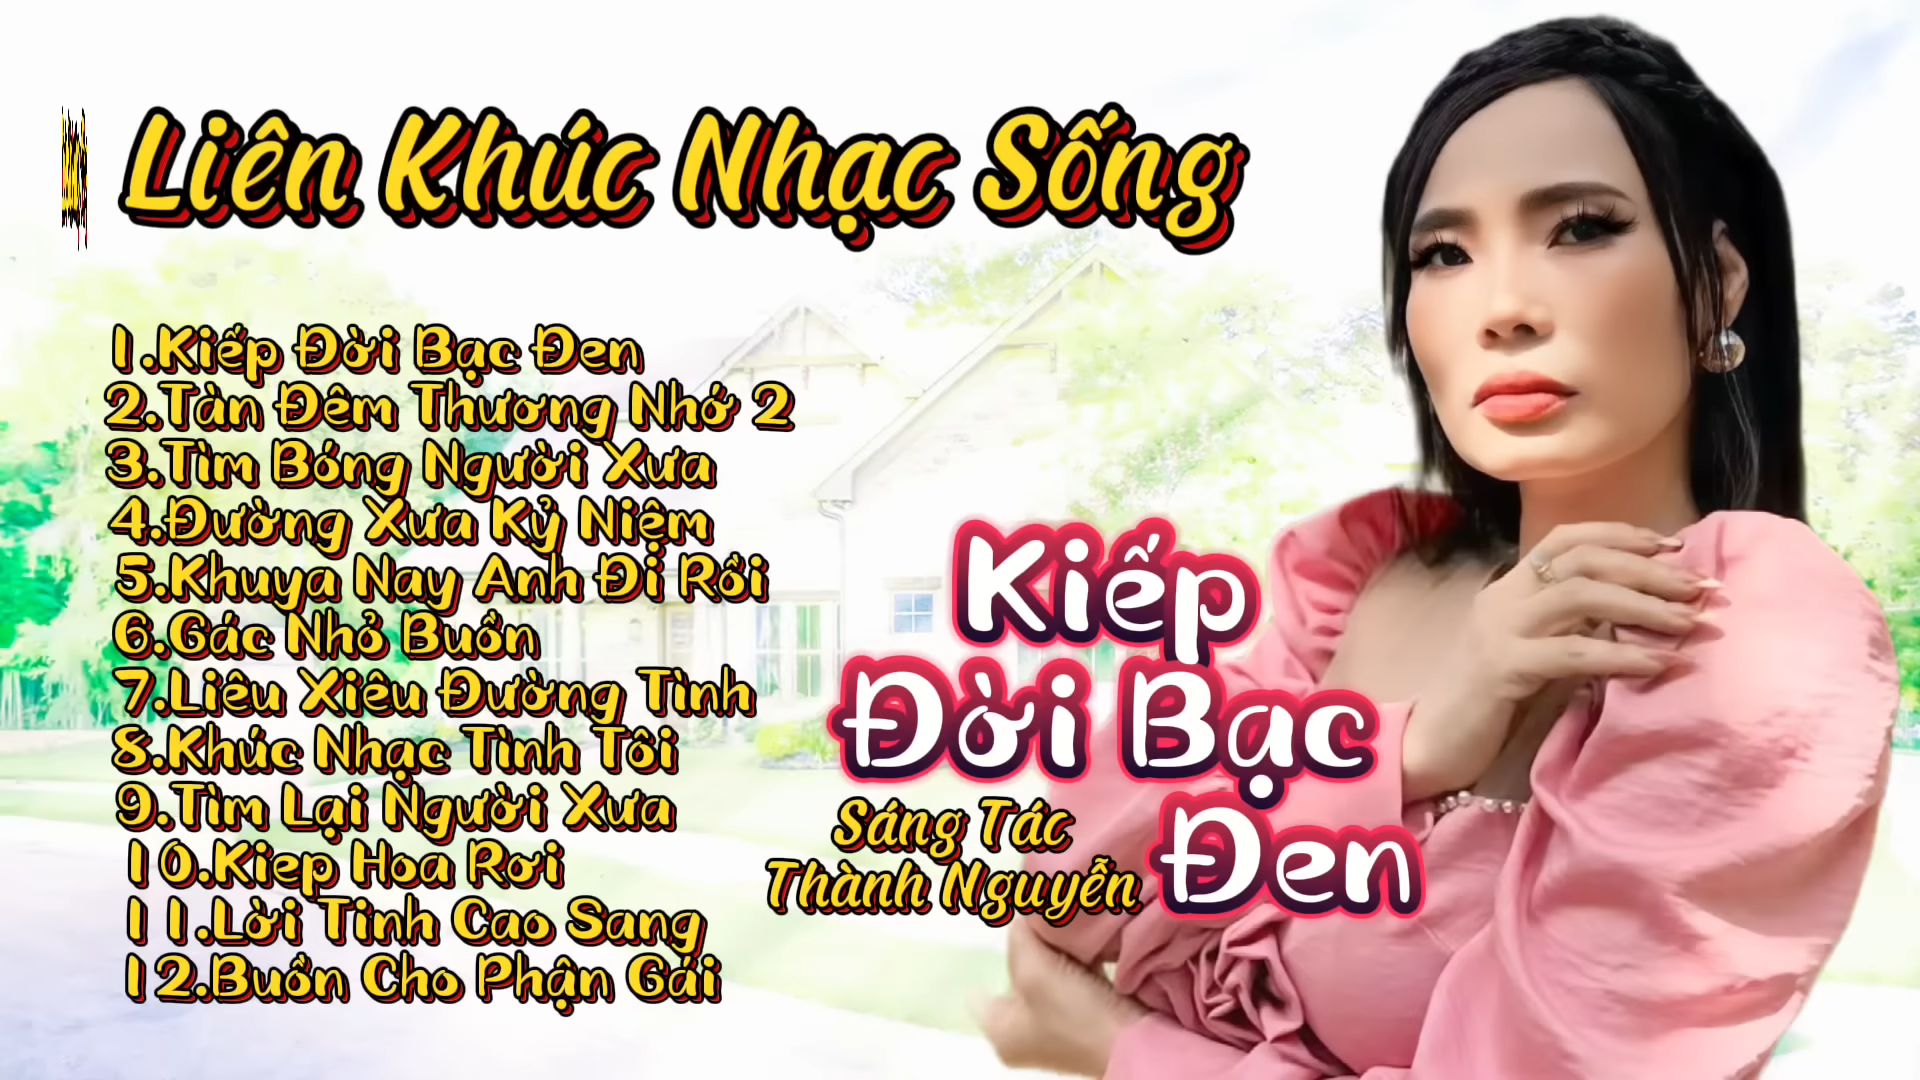 Liên Khúc Nhạc Sống
1.Kiếp Đời Bạc Đen
2.Tàn Đêm Thương Nhớ 2
3.Tìm Bóng Người Xưa
4.Đường Xưa Kỷ Niệm
5.Khuya Nay Anh Đi Rồi
6.Gác Nhỏ Buồn
7.Liêu Xiêu Đường Tình
8.Khúc Nhạc Tình Tôi
9.Tìm Lại Người Xưa
10.Kiep Hoa Rơi
11.Lời Tinh Cao Sang
12.Buồn Cho Phận Gái
Kiếp
Đời Bạc
Đen
Sáng Tác
Thành Nguyễn